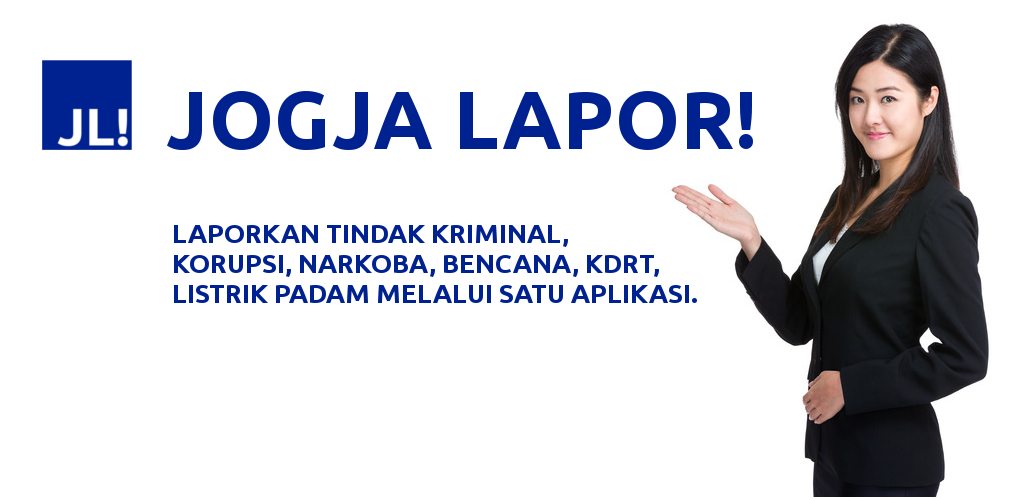 JL!
JOGJA LAPOR!
LAPORKAN TINDAK KRIMINAL,
KORUPSI, NARKOBA, BENCANA, KDRT,
LISTRIK PADAM MELALUI SATU APLIKASI.